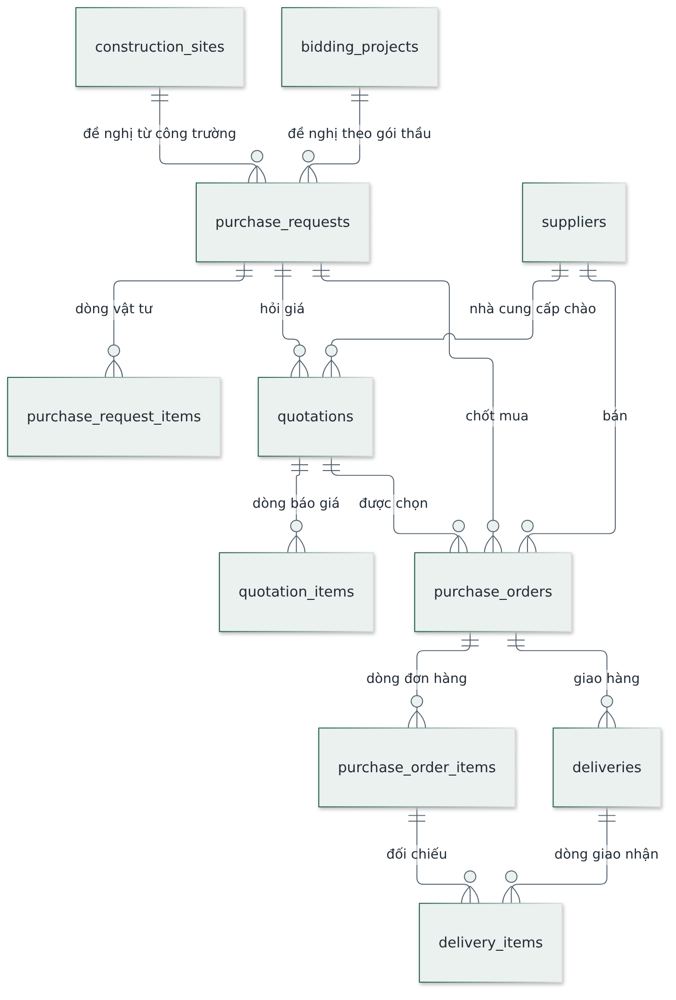 construction_sites
bidding_projects
đề nghị từ công trường
đề nghị theo gói thầu
purchase_requests
suppliers
dòng vật tư
hỏi giá
nhà cung cấp chào
purchase_request_items
quotations
chốt mua
bán
dòng báo giá
được chọn
quotation_items
purchase_orders
dòng đơn hàng
giao hàng
purchase_order_items
deliveries
đối chiếu
dòng giao nhận
delivery_items